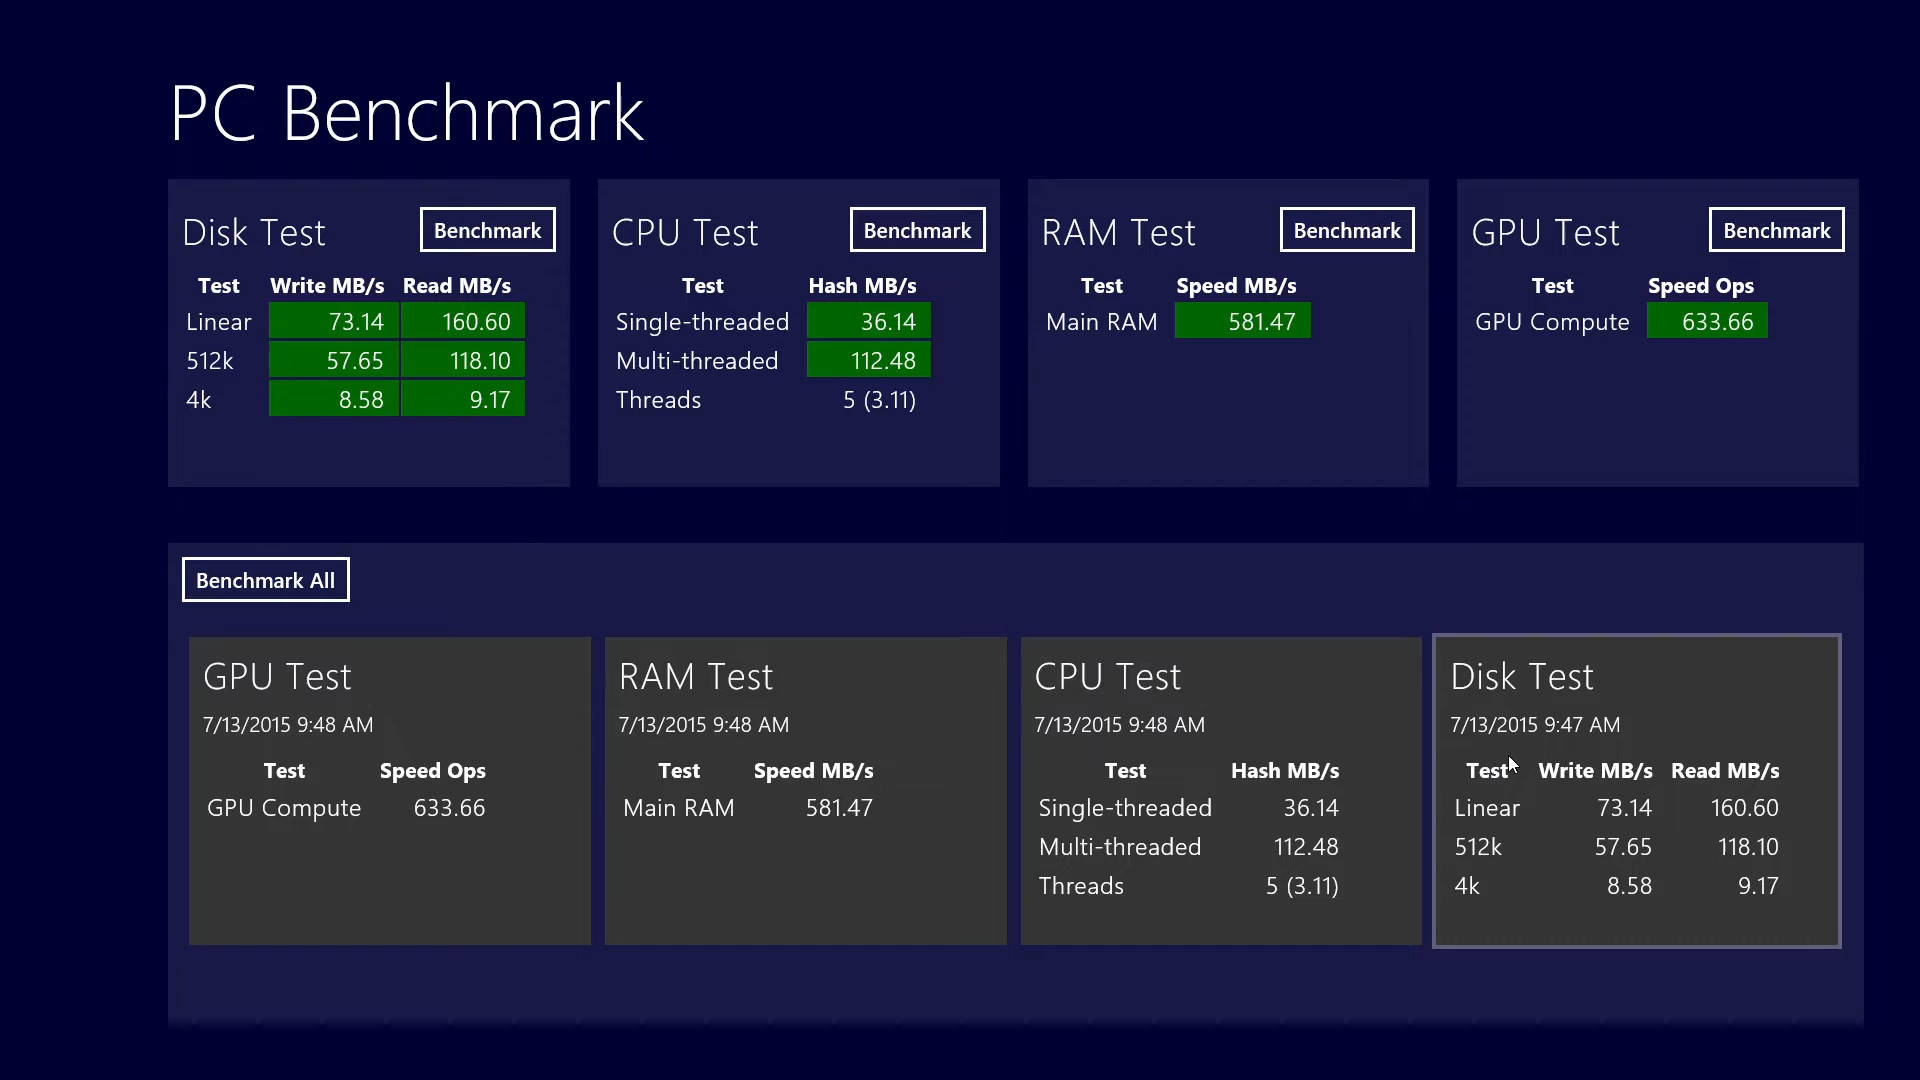 PC Benchmark
Disk Test Benchmark
Test Write MB/s Read MB/s
Linear 73.14 160.60
512k 57.65 118.10
4k 8.58 9.17
CPU Test Benchmark
Test Hash MB/s
Single-threaded 36.14
Multi-threaded 112.48
Threads 5 (3.11)
RAM Test Benchmark
Test Speed MB/s
Main RAM 581.47
GPU Test Benchmark
Test Speed Ops
GPU Compute 633.66
Benchmark All
GPU Test
7/13/2015 9:48 AM
Test Speed Ops
GPU Compute 633.66
RAM Test
7/13/2015 9:48 AM
Test Speed MB/s
Main RAM 581.47
CPU Test
7/13/2015 9:48 AM
Test Hash MB/s
Single-threaded 36.14
Multi-threaded 112.48
Threads 5 (3.11)
Disk Test
7/13/2015 9:47 AM
Test Write MB/s Read MB/s
Linear 73.14 160.60
512k 57.65 118.10
4k 8.58 9.17